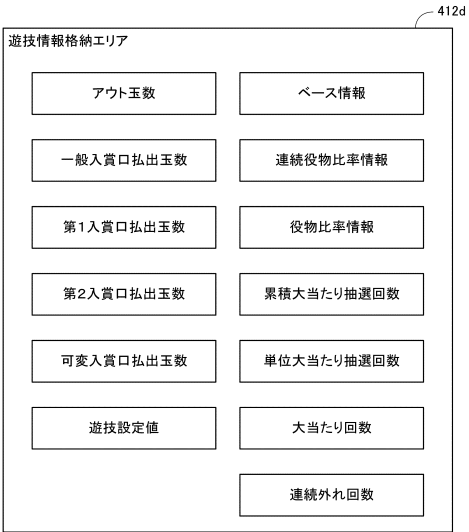 412d
遊技情報格納エリア
アウト玉数
ベース情報
一般入賞口払出玉数
連続役物比率情報
第1入賞口払出玉数
役物比率情報
第2入賞口払出玉数
累積大当たり抽選回数
可変入賞口払出玉数
単位大当たり抽選回数
遊技設定値
大当たり回数
連続外れ回数